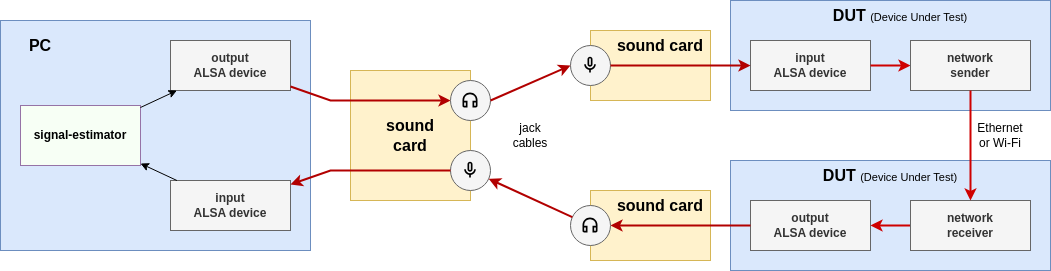 PC
output
ALSA device
signal-estimator
input
ALSA device
sound
card
jack
cables
sound card
DUT (Device Under Test)
input
ALSA device
network
sender
Ethernet
or Wi-Fi
sound card
DUT (Device Under Test)
output
ALSA device
network
receiver